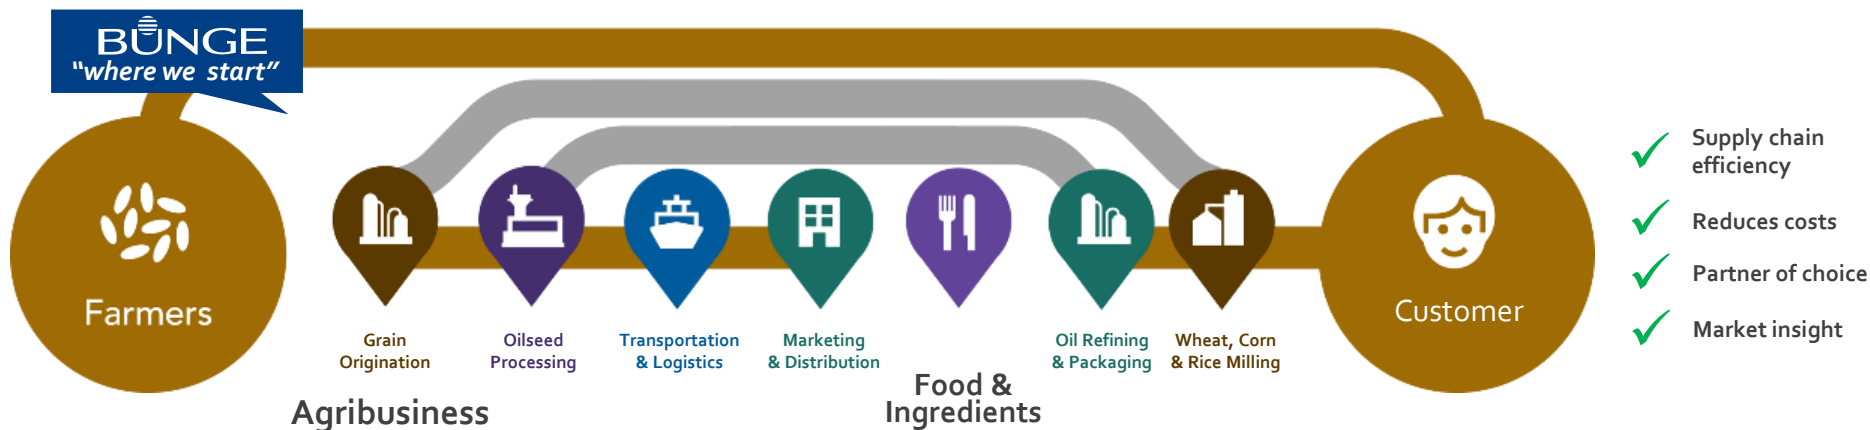 BUNGE
“where we start”
Farmers
Grain
Origination
Oilseed
Processing
Transportation
& Logistics
Marketing
& Distribution
Oil Refining
& Packaging
Wheat, Corn
& Rice Milling
Agribusiness
Food &
Ingredients
Customer
Supply chain
efficiency
Reduces costs
Partner of choice
Market insight